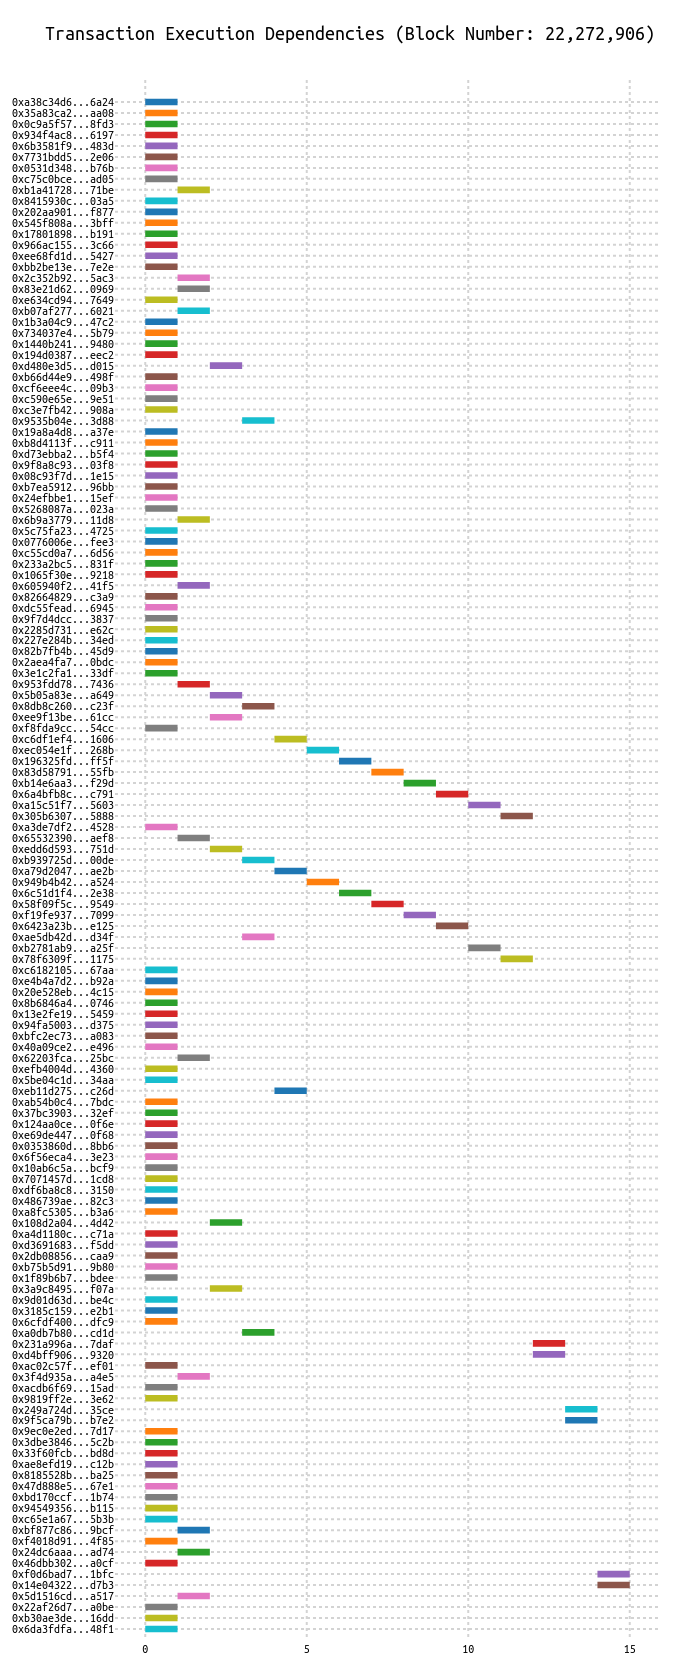 Transaction Execution Dependencies (Block Number: 22,272,906)
0xa38c34d6...6a24
0x35a83ca2...aa08
0x0c9a5f57...8fd3
0x934f4ac8...6197
0x6b3581f9...483d
0x7731bdd5...2e06
0x0531d348...b76b
0xc75c0bce...ad05
0xb1a41728...71be
0x8415930c...03a5
0x202aa901...f877
0x545f808a...3bff
0x17801898...b191
0x966ac155...3c66
0xee68fd1d...5427
0xbb2be13e...7e2e
0x2c352b92...5ac3
0x83e21d62...0969
0xe634cd94...7649
0xb07af277...6021
0x1b3a04c9...47c2
0x734037e4...5b79
0x1440b241...9480
0x194d0387...eec2
0xd480e3d5...d015
0xb66d44e9...498f
0xcf6eee4c...09b3
0xc590e65e...9e51
0xc3e7fb42...908a
0x9535b04e...3d88
0x19a8a4d8...a37e
0xb8d4113f...c911
0xd73ebba2...b5f4
0x9f8a8c93...03f8
0x08c93f7d...1e15
0xb7ea5912...96bb
0x24efbbe1...15ef
0x5268087a...023a
0x6b9a3779...11d8
0x5c75fa23...4725
0x0776006e...fee3
0xc55cd0a7...6d56
0x233a2bc5...831f
0x1065f30e...9218
0x605940f2...41f5
0x82664829...c3a9
0xdc55fead...6945
0x9f7d4dcc...3837
0x2285d731...e62c
0x227e284b...34ed
0x82b7fb4b...45d9
0x2aea4fa7...0bdc
0x3e1c2fa1...33df
0x953fdd78...7436
0x5b05a83e...a649
0x8db8c260...c23f
0xee9f13be...61cc
0xf8fda9cc...54cc
0xc6df1ef4...1606
0xec054e1f...268b
0x196325fd...ff5f
0x83d58791...55fb
0xb14e6aa3...f29d
0x6a4bfb8c...c791
0xa15c51f7...5603
0x305b6307...5888
0xa3de7df2...4528
0x65532390...aef8
0xedd6d593...751d
0xb939725d...00de
0xa79d2047...ae2b
0x949b4b42...a524
0x6c51d1f4...2e38
0x58f09f5c...9549
0xf19fe937...7099
0x6423a23b...e125
0xae5db42d...d34f
0xb2781ab9...a25f
0x78f6309f...1175
0xc6182105...67aa
0xe4b4a7d2...b92a
0x20e528eb...4c15
0x8b6846a4...0746
0x13e2fe19...5459
0x94fa5003...d375
0xbfc2ec73...a083
0x40a09ce2...e496
0x62203fca...25bc
0xefb4004d...4360
0x5be04c1d...34aa
0xeb11d275...c26d
0xab54b0c4...7bdc
0x37bc3903...32ef
0x124aa0ce...0f6e
0xe69de447...0f68
0x0353860d...8bb6
0x6f56eca4...3e23
0x10ab6c5a...bcf9
0x7071457d...1cd8
0xdf6ba8c8...3150
0x486739ae...82c3
0xa8fc5305...b3a6
0x108d2a04...4d42
0xa4d1180c...c71a
0xd3691683...f5dd
0x2db08856...caa9
0xb75b5d91...9b80
0x1f89b6b7...bdee
0x3a9c8495...f07a
0x9d01d63d...be4c
0x3185c159...e2b1
0x6cfdf400...dfc9
0xa0db7b80...cd1d
0x231a996a...7daf
0xd4bff906...9320
0xac02c57f...ef01
0x3f4d935a...a4e5
0xacdb6f69...15ad
0x9819ff2e...3e62
0x249a724d...35ce
0x9f5ca79b...b7e2
0x9ec0e2ed...7d17
0x3dbe3846...5c2b
0x33f60fcb...bd8d
0xae8efd19...c12b
0x8185528b...ba25
0x47d888e5...67e1
0xbd170ccf...1b74
0x94549356...b115
0xc65e1a67...5b3b
0xbf877c86...9bcf
0xf4018d91...4f85
0x24dc6aaa...ad74
0x46dbb302...a0cf
0xf0d6bad7...1bfc
0x14e04322...d7b3
0x5d1516cd...a517
0x22af26d7...a0be
0xb30ae3de...16dd
0x6da3fdfa...48f1
0 5 10 15